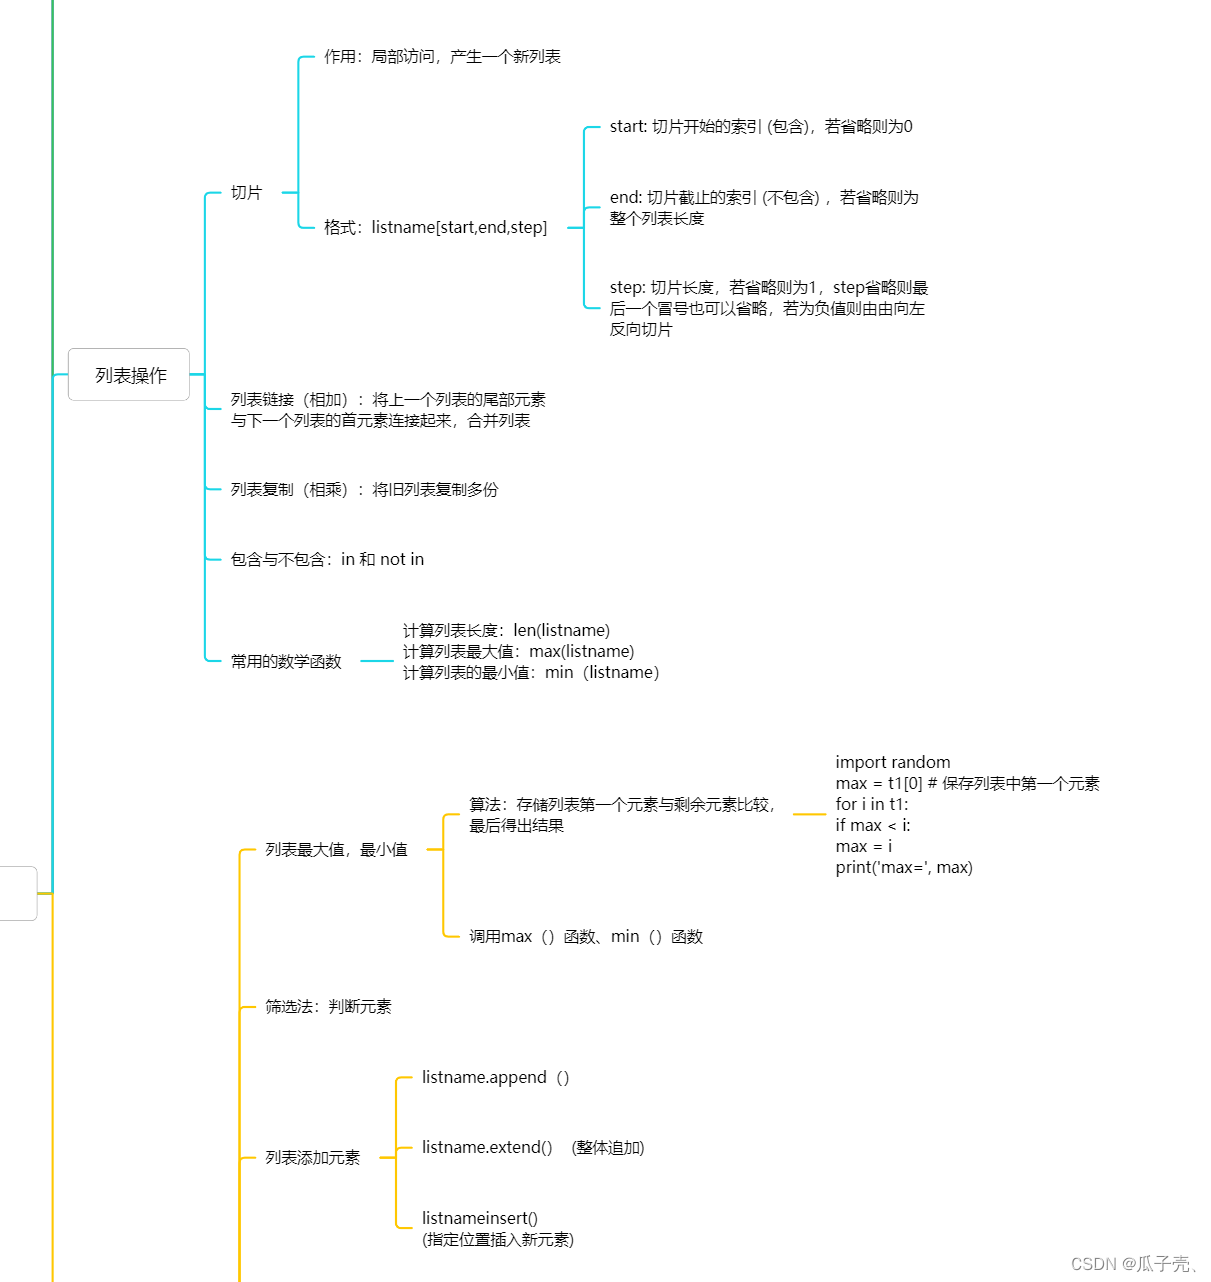 作用：局部访问，产生一个新列表
start: 切片开始的索引 (包含)，若省略则为0
end: 切片截止的索引 (不包含) ，若省略则为
整个列表长度
切片
格式：listname[start,end,step]
step: 切片长度，若省略则为1，step省略则最
后一个冒号也可以省略，若为负值则由由向左
反向切片
列表操作
列表链接（相加）：将上一个列表的尾部元素
与下一个列表的首元素连接起来，合并列表
列表复制（相乘）：将旧列表复制多份
包含与不包含：in 和 not in
常用的数学函数
计算列表长度：len(listname)
计算列表最大值：max(listname)
计算列表的最小值：min（listname）
列表最大值，最小值
算法：存储列表第一个元素与剩余元素比较，
最后得出结果
import random
max = t1[0] # 保存列表中第一个元素
for i in t1:
if max < i:
max = i
print('max=', max)
调用max（）函数、min（）函数
筛选法：判断元素
列表添加元素
listname.append（）
listname.extend() (整体追加)
listnameinsert()
(指定位置插入新元素)
CSDN @瓜子壳、